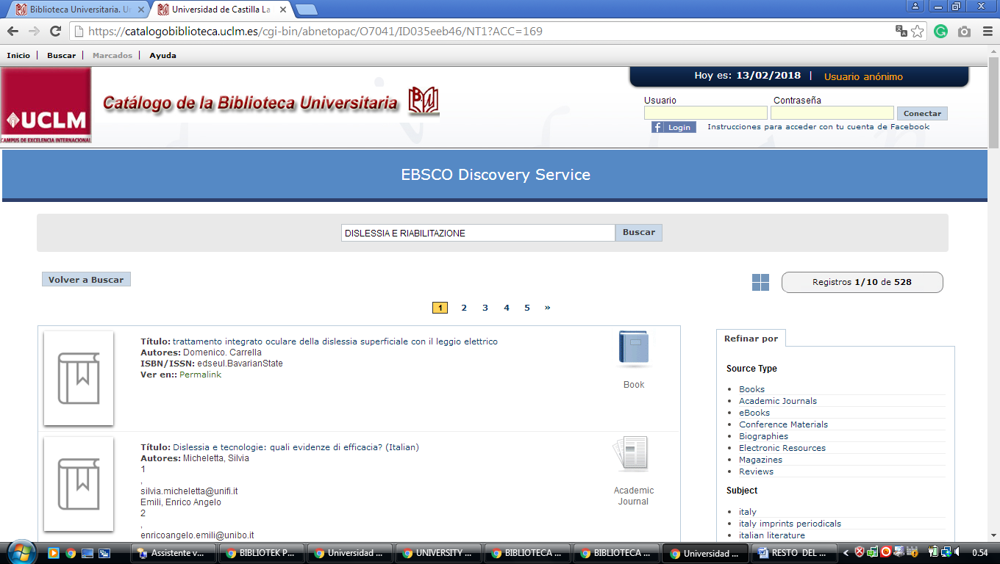 Biblioteca Universitaria. U
Universidad de Castilla La
https://catalogobiblioteca.uclm.es/cgi-bin/abnetopac/O7041/ID035eeb46/NT1?ACC=169
Inicio | Buscar | Marcados | Ayuda
UCLM
CAMPUS DE EXCELENCIA INTERNACIONAL
Catálogo de la Biblioteca Universitaria
Hoy es: 13/02/2018 | Usuario anónimo
Usuario Contraseña
Conectar
f Login Instrucciones para acceder con tu cuenta de Facebook
EBSCO Discovery Service
DISLESSIA E RIABILITAZIONE Buscar
Volver a Buscar
Registros 1/10 de 528
1 2 3 4 5 »
Título: trattamento integrato oculare della dislessia superficiale con il leggio elettrico
Autores: Domenico. Carrella
ISBN/ISSN: edseul.BavarianState
Ver en:: Permalink
Book
Título: Dislessia e tecnologie: quali evidenze di efficacia? (Italian)
Autores: Micheletta, Silvia
1
,
silvia.micheletta@unifi.it
Emili, Enrico Angelo
2
,
enricoangelo.emili@unibo.it
Academic
Journal
Refinar por
Source Type
Books
Academic Journals
eBooks
Conference Materials
Biographies
Electronic Resources
Magazines
Reviews
Subject
italy
italy imprints periodicals
italian literature
Assistente v... BIBLIOTEK P... Universidad ... UNIVERSITY ... BIBLIOTECA ... BIBLIOTECA ... Universidad ... RESTO DEL ... 0.54